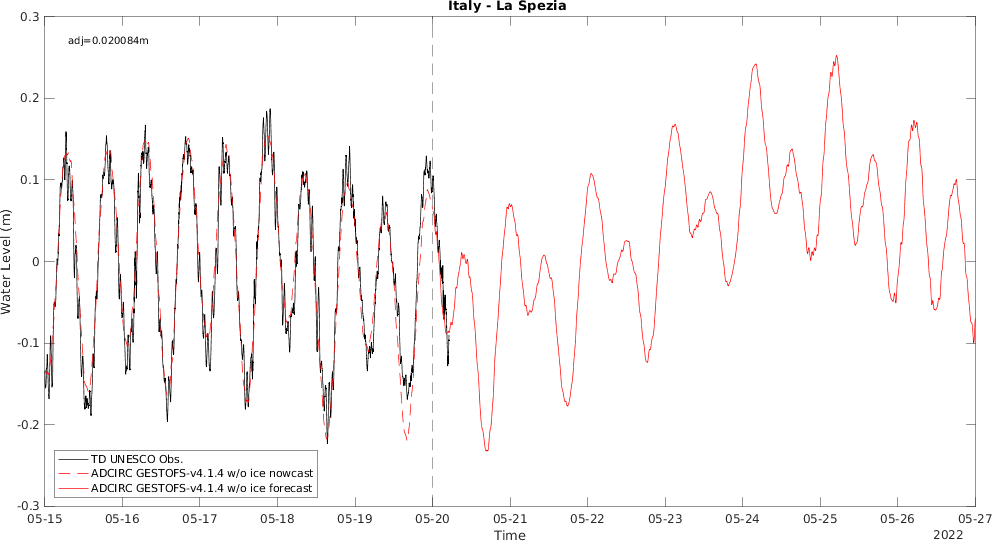 Italy - La Spezia
adj=0.020084m
0.3
0.2
0.1
0
-0.1
-0.2
-0.3
Water Level (m)
TD UNESCO Obs.
ADCIRC GESTOFS-v4.1.4 w/o ice nowcast
ADCIRC GESTOFS-v4.1.4 w/o ice forecast
05-15 05-16 05-17 05-18 05-19 05-20 05-21 05-22 05-23 05-24 05-25 05-26 05-27
Time
2022